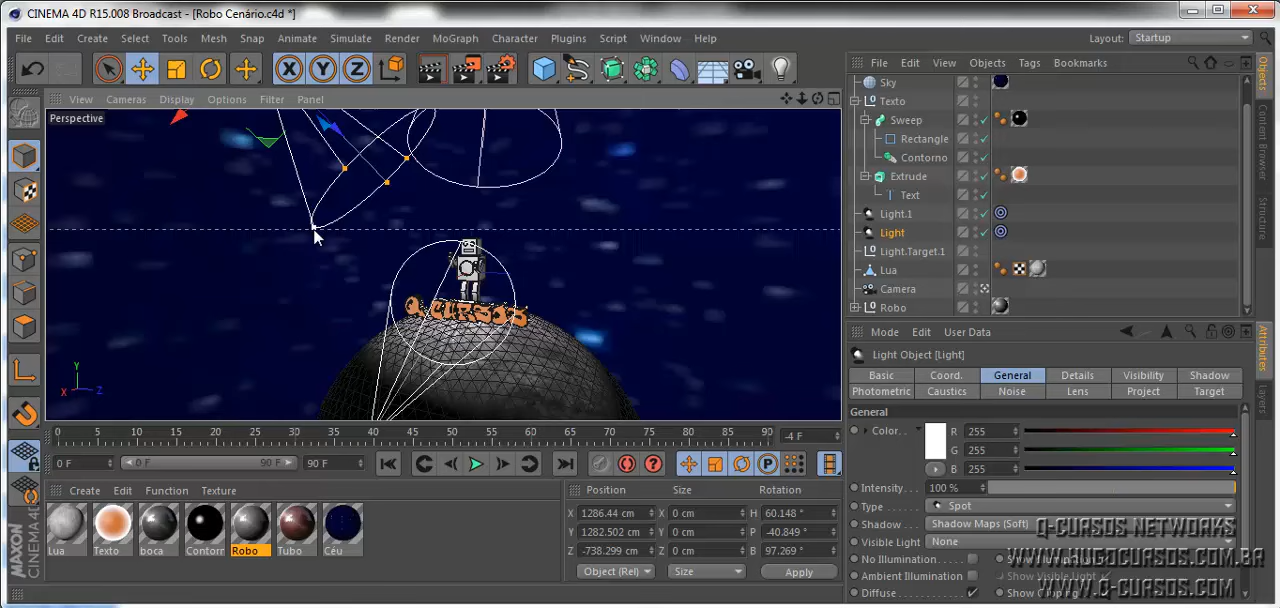 CINEMA 4D R15.008 Broadcast - [Robo Cenário.c4d *]
File Edit Create Select Tools Mesh Snap Animate Simulate Render MoGraph Character Plugins Script Window Help
Layout: Startup
X Y Z
View Cameras Display Options Filter Panel
File Edit View Objects Tags Bookmarks
Perspective
Sky
Texto
Sweep
Rectangle
Contorno
Extrude
Text
Light.1
Light
Light.Target.1
Lua
Camera
Robo
Objects
Content Browser
Structure
Q-CURSOS
Y
X Z
Mode Edit User Data
Light Object [Light]
Basic Coord. General Details Visibility Shadow
Photometric Caustics Noise Lens Project Target
Attributes
Layers
General
Color. . R 255
G 255
B 255
Intensity. . . 100 %
Type . . . Spot
Shadow . . Shadow Maps (Soft)
Visible Light . None
No Illumination . Show Illumination
Ambient Illumination Show Visible Light
Diffuse . . . Show Clipping
0 5 10 15 20 25 30 35 40 45 50 55 60 65 70 75 80 85 90 -4 F
0 F 0 F 90 F 90 F
Create Edit Function Texture
Lua Texto boca Contorn Robo Tubo Céu
Position Size Rotation
X 1286.44 cm X 0 cm H 60.148 °
Y 1282.502 cm Y 0 cm P -40.849 °
Z -738.299 cm Z 0 cm B 97.269 °
Object (Rel) Size Apply
MAXON
CINEMA 4D
Q-CURSOS NETWORKS
WWW.HUGOCURSOS.COM.BR
WWW.Q-CURSOS.COM